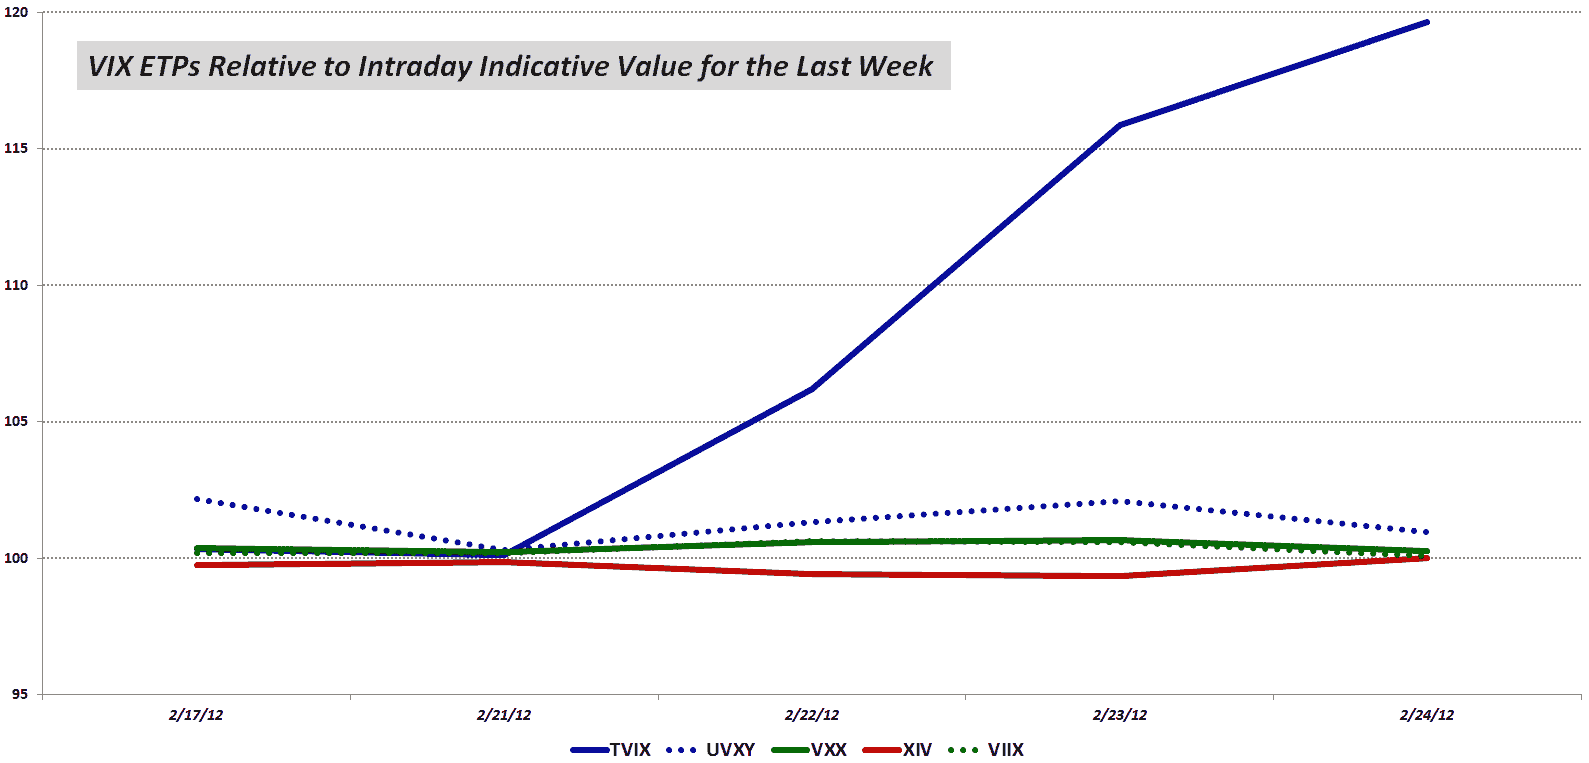 VIX ETPs Relative to Intraday Indicative Value for the Last Week
120
115
110
105
100
95
2/17/12 2/21/12 2/22/12 2/23/12 2/24/12
TVIX UVXY VXX XIV VIIX